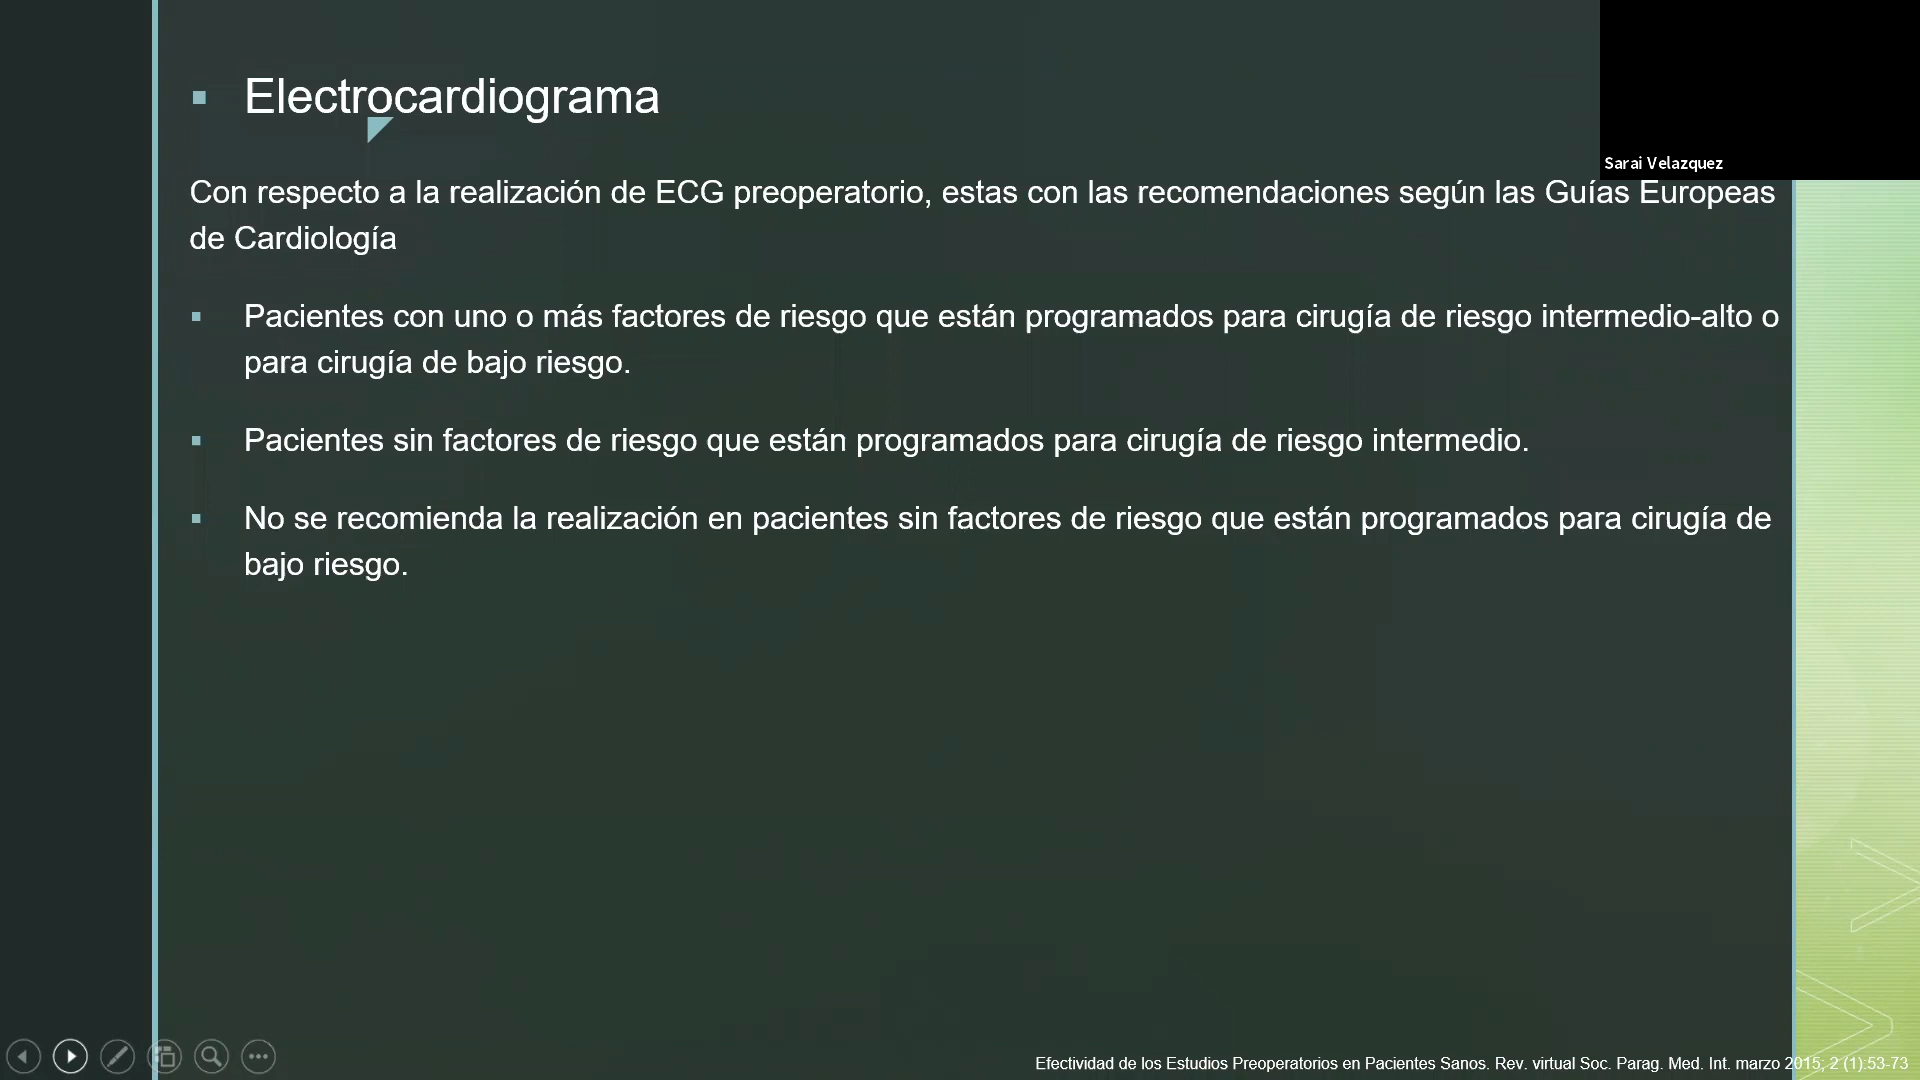 Electrocardiograma
Sarai Velazquez
Con respecto a la realización de ECG preoperatorio, estas con las recomendaciones según las Guías Europeas
de Cardiología
Pacientes con uno o más factores de riesgo que están programados para cirugía de riesgo intermedio-alto o
para cirugía de bajo riesgo.
Pacientes sin factores de riesgo que están programados para cirugía de riesgo intermedio.
No se recomienda la realización en pacientes sin factores de riesgo que están programados para cirugía de
bajo riesgo.
Efectividad de los Estudios Preoperatorios en Pacientes Sanos. Rev. virtual Soc. Parag. Med. Int. marzo 2015; 2 (1):53-73